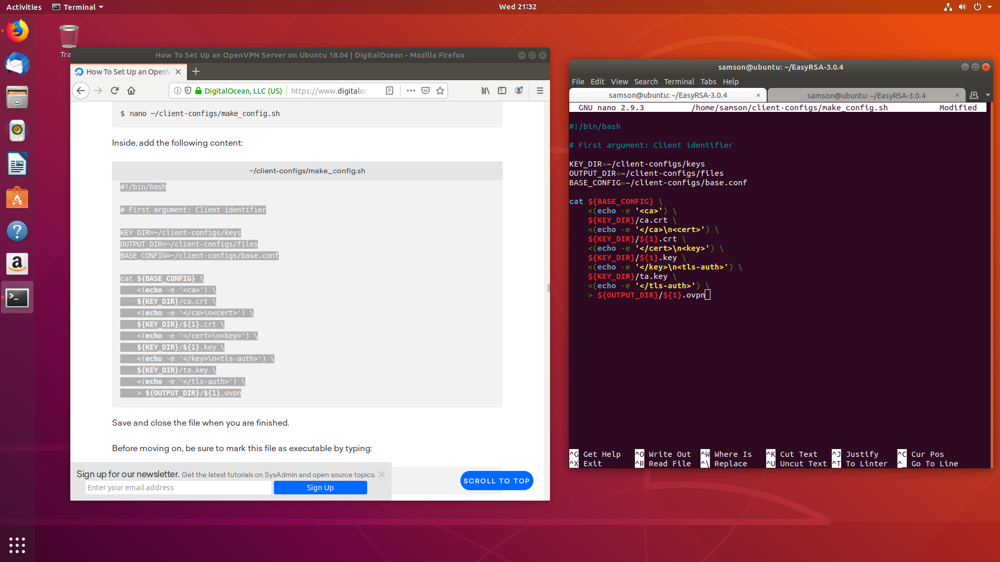 Activities
Terminal
Wed 21:32
Tra
How To Set Up an OpenVPN Server on Ubuntu 18.04 | DigitalOcean - Mozilla Firefox
How To Set Up an OpenV
DigitalOcean, LLC (US)
https://www.digitaloc
$ nano ~/client-configs/make_config.sh
Inside, add the following content:
~/client-configs/make_config.sh
#!/bin/bash
# First argument: Client identifier
KEY_DIR=~/client-configs/keys
OUTPUT_DIR=~/client-configs/files
BASE_CONFIG=~/client-configs/base.conf
cat ${BASE_CONFIG} \
    <(echo -e '<ca>') \
    ${KEY_DIR}/ca.crt \
    <(echo -e '</ca>\n<cert>') \
    ${KEY_DIR}/${1}.crt \
    <(echo -e '</cert>\n<key>') \
    ${KEY_DIR}/${1}.key \
    <(echo -e '</key>\n<tls-auth>') \
    ${KEY_DIR}/ta.key \
    <(echo -e '</tls-auth>') \
    > ${OUTPUT_DIR}/${1}.ovpn
Save and close the file when you are finished.
Before moving on, be sure to mark this file as executable by typing:
Sign up for our newsletter. Get the latest tutorials on SysAdmin and open source topics.
Enter your email address
Sign Up
SCROLL TO TOP
samson@ubuntu: ~/EasyRSA-3.0.4
File Edit View Search Terminal Tabs Help
samson@ubuntu: ~/EasyRSA-3.0.4
samson@ubuntu: ~/EasyRSA-3.0.4
GNU nano 2.9.3 /home/samson/client-configs/make_config.sh Modified
#!/bin/bash
# First argument: Client identifier
KEY_DIR=~/client-configs/keys
OUTPUT_DIR=~/client-configs/files
BASE_CONFIG=~/client-configs/base.conf
cat ${BASE_CONFIG} \
    <(echo -e '<ca>') \
    ${KEY_DIR}/ca.crt \
    <(echo -e '</ca>\n<cert>') \
    ${KEY_DIR}/${1}.crt \
    <(echo -e '</cert>\n<key>') \
    ${KEY_DIR}/${1}.key \
    <(echo -e '</key>\n<tls-auth>') \
    ${KEY_DIR}/ta.key \
    <(echo -e '</tls-auth>') \
    > ${OUTPUT_DIR}/${1}.ovpn
^G Get Help ^O Write Out ^W Where Is ^K Cut Text ^J Justify ^C Cur Pos
^X Exit ^R Read File ^\ Replace ^U Uncut Text ^T To Linter ^_ Go To Line